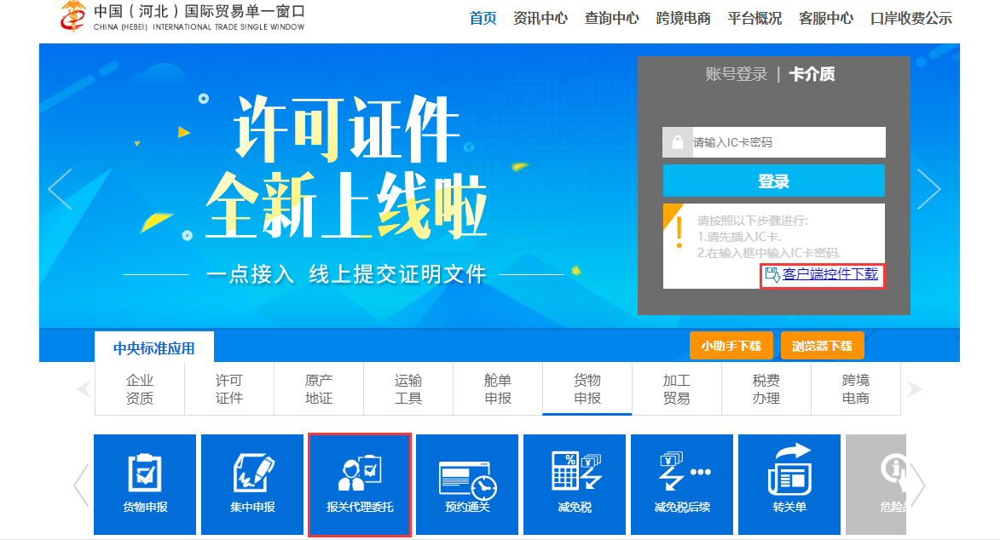 中国（河北）国际贸易单一窗口
CHINA (HEBEI) INTERNATIONAL TRADE SINGLE WINDOW
首页 资讯中心 查询中心 跨境电商 平台概况 客服中心 口岸收费公示
许可证件
全新上线啦
一点接入 线上提交证明文件
账号登录 | 卡介质
请输入IC卡密码
登录
请按照以下步骤进行:
1.请先插入IC卡.
2.在输入框中输入IC卡密码.
客户端控件下载
中央标准应用
小助手下载
浏览器下载
企业
资质
许可
证件
原产
地证
运输
工具
舱单
申报
货物
申报
加工
贸易
税费
办理
跨境
电商
货物申报
集中申报
报关代理委托
预约通关
减免税
减免税后续
转关单
危险